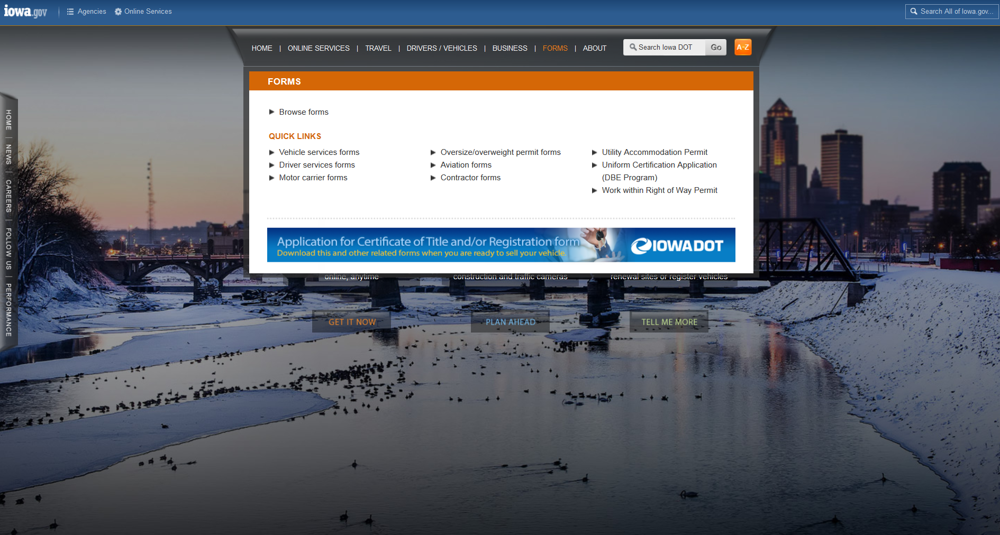 iowa.gov
Agencies
Online Services
Search All of Iowa.gov...
HOME | ONLINE SERVICES | TRAVEL | DRIVERS / VEHICLES | BUSINESS | FORMS | ABOUT
Search Iowa DOT
Go
A-Z
FORMS
Browse forms
QUICK LINKS
Vehicle services forms
Driver services forms
Motor carrier forms
Oversize/overweight permit forms
Aviation forms
Contractor forms
Utility Accommodation Permit
Uniform Certification Application
(DBE Program)
Work within Right of Way Permit
Application for Certificate of Title and/or Registration form
Download this and other related forms when you are ready to sell your vehicle.
IOWADOT
online, anytime
construction and traffic cameras
renewal sites or register vehicles
GET IT NOW
PLAN AHEAD
TELL ME MORE
HOME | NEWS | CAREERS | FOLLOW US | PERFORMANCE